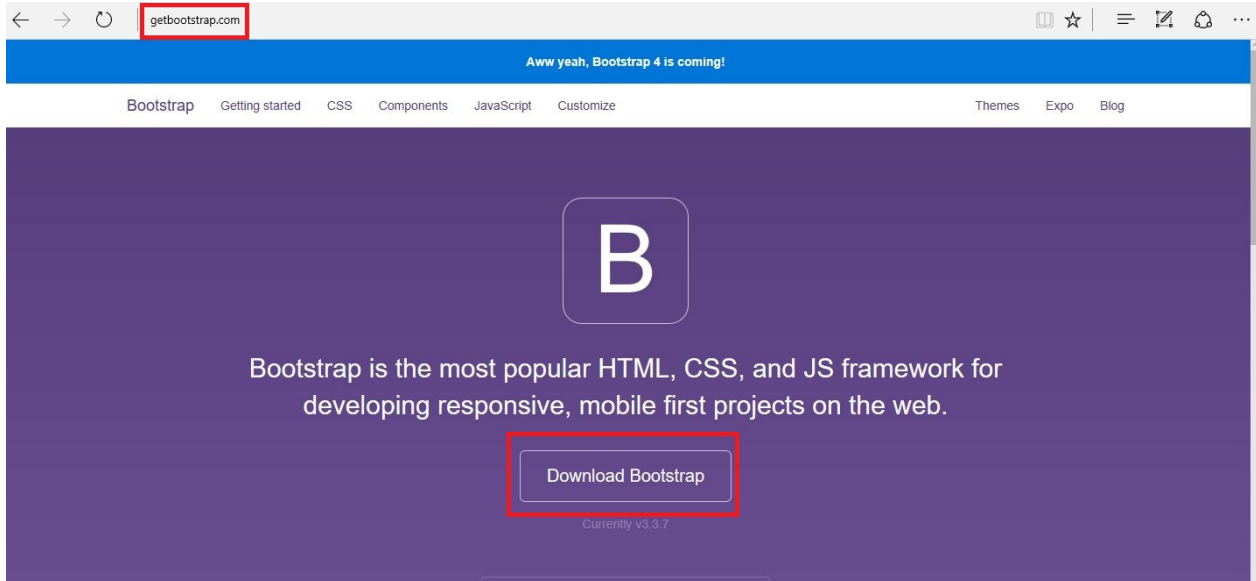 getbootstrap.com
Aww yeah, Bootstrap 4 is coming!
Bootstrap Getting started CSS Components JavaScript Customize Themes Expo Blog
B
Bootstrap is the most popular HTML, CSS, and JS framework for
developing responsive, mobile first projects on the web.
Download Bootstrap
Currently v3.3.7